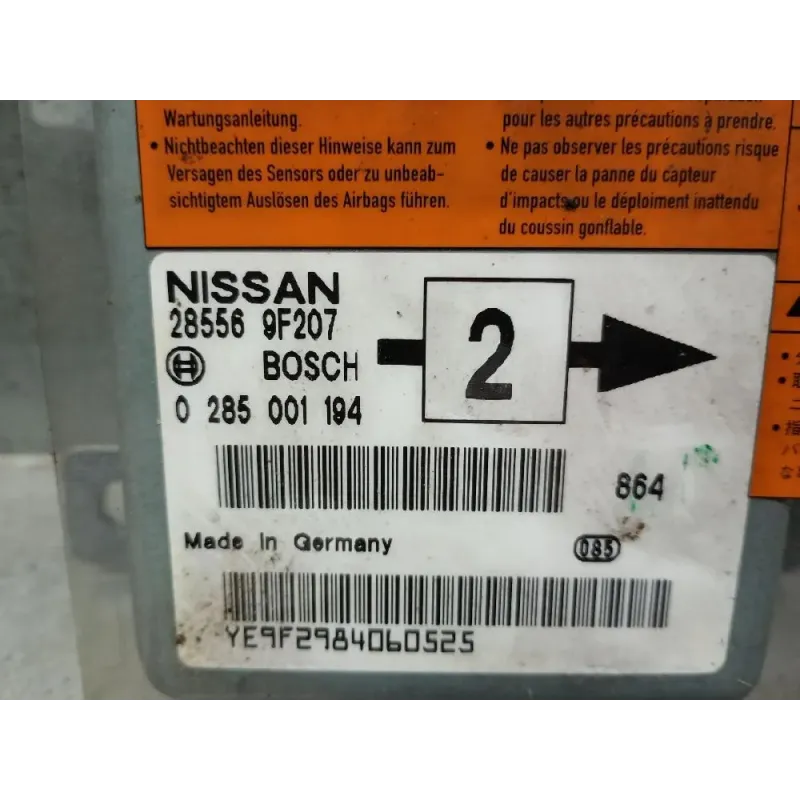 Wartungsanleitung.
• Nichtbeachten dieser Hinweise kann zum
Versagen des Sensors oder zu unbeab-
sichtigtem Auslösen des Airbags führen.
pour les autres précautions à prendre.
• Ne pas observer les précautions risque
de causer la panne du capteur
d'impacts ou le déploiement inattendu
du coussin gonflable.
NISSAN
28556 9F207
BOSCH
0 285 001 194
2
864
Made In Germany
085
YE9F2984060525